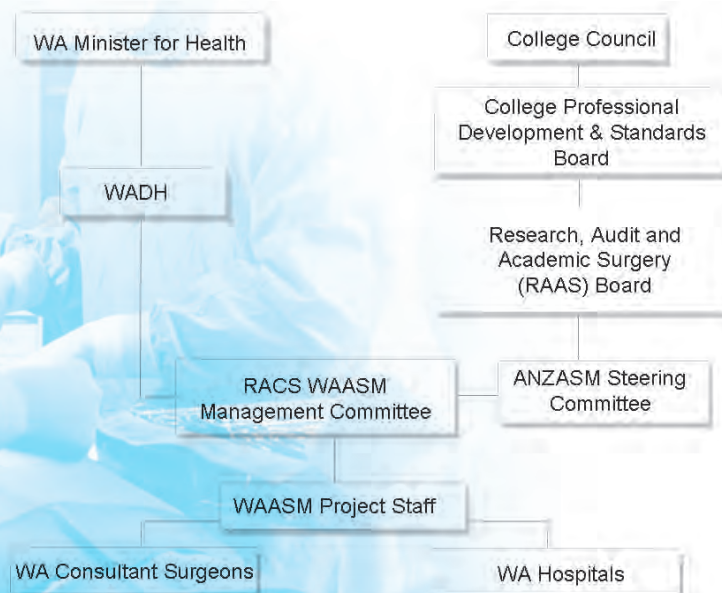 WA Minister for Health
College Council
College Professional
Development & Standards
Board
WADH
Research, Audit and
Academic Surgery
(RAAS) Board
RACS WAASM
Management Committee
ANZASM Steering
Committee
WAASM Project Staff
WA Consultant Surgeons
WA Hospitals